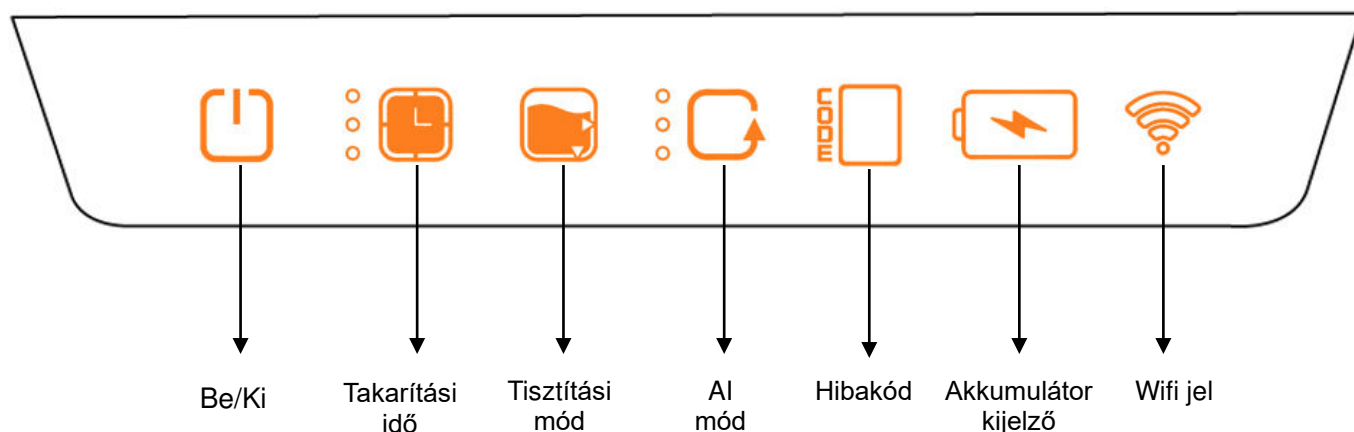 CODE
Be/Ki
Takarítási
idő
Tisztítási
mód
AI
mód
Hibakód
Akkumulátor
kijelző
Wifi jel